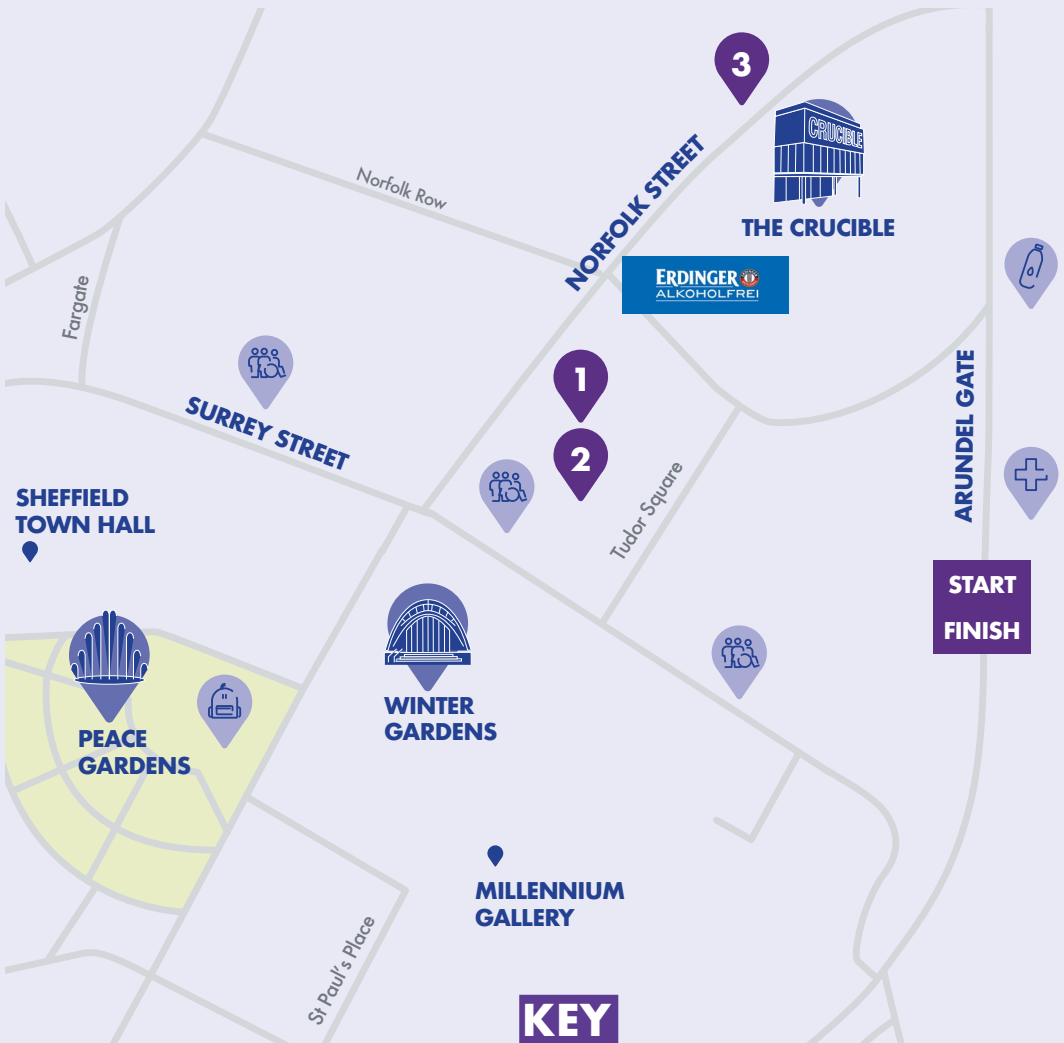 3
CRUCIBLE
THE CRUCIBLE
NORFOLK STREET
Norfolk Row
ERDINGER
ALKOHOLFREI
Fargate
1
2
SURREY STREET
ARUNDEL GATE
Tudor Square
SHEFFIELD
TOWN HALL
START
FINISH
WINTER
GARDENS
PEACE
GARDENS
MILLENNIUM
GALLERY
St Paul's Place
KEY